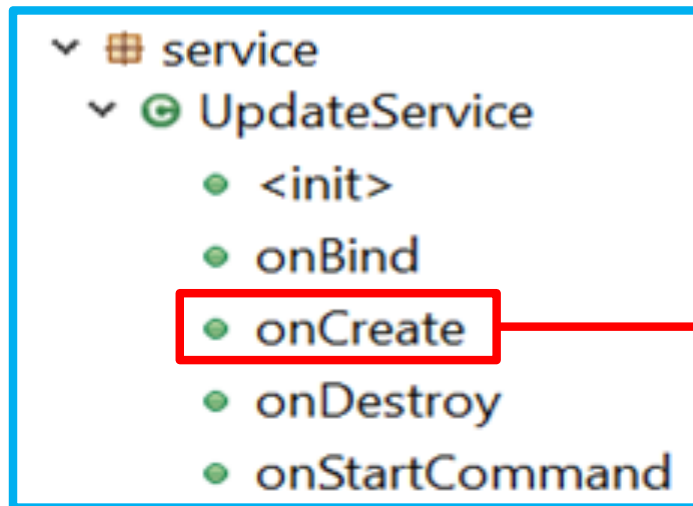 service
UpdateService
<init>
onBind
onCreate
onDestroy
onStartCommand